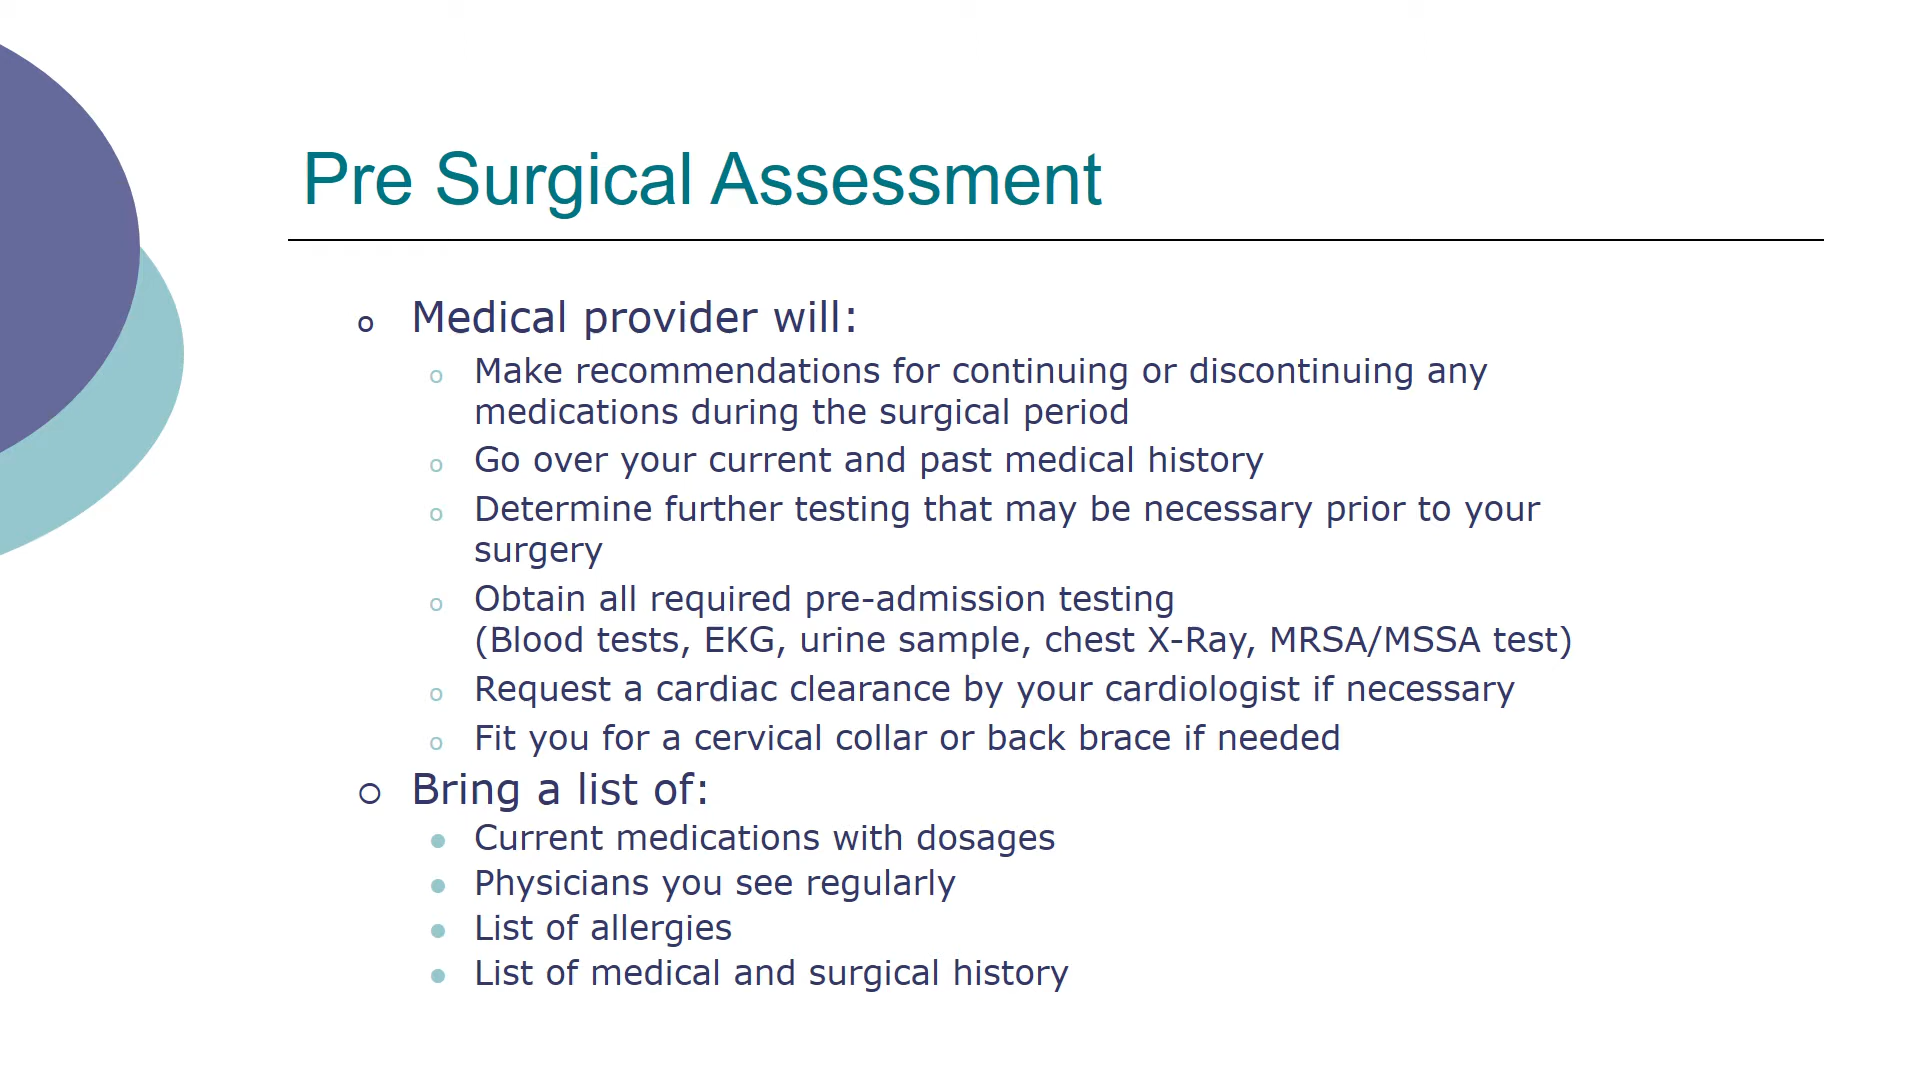 Pre Surgical Assessment
Medical provider will:
Make recommendations for continuing or discontinuing any
medications during the surgical period
Go over your current and past medical history
Determine further testing that may be necessary prior to your
surgery
Obtain all required pre-admission testing
(Blood tests, EKG, urine sample, chest X-Ray, MRSA/MSSA test)
Request a cardiac clearance by your cardiologist if necessary
Fit you for a cervical collar or back brace if needed
Bring a list of:
Current medications with dosages
Physicians you see regularly
List of allergies
List of medical and surgical history